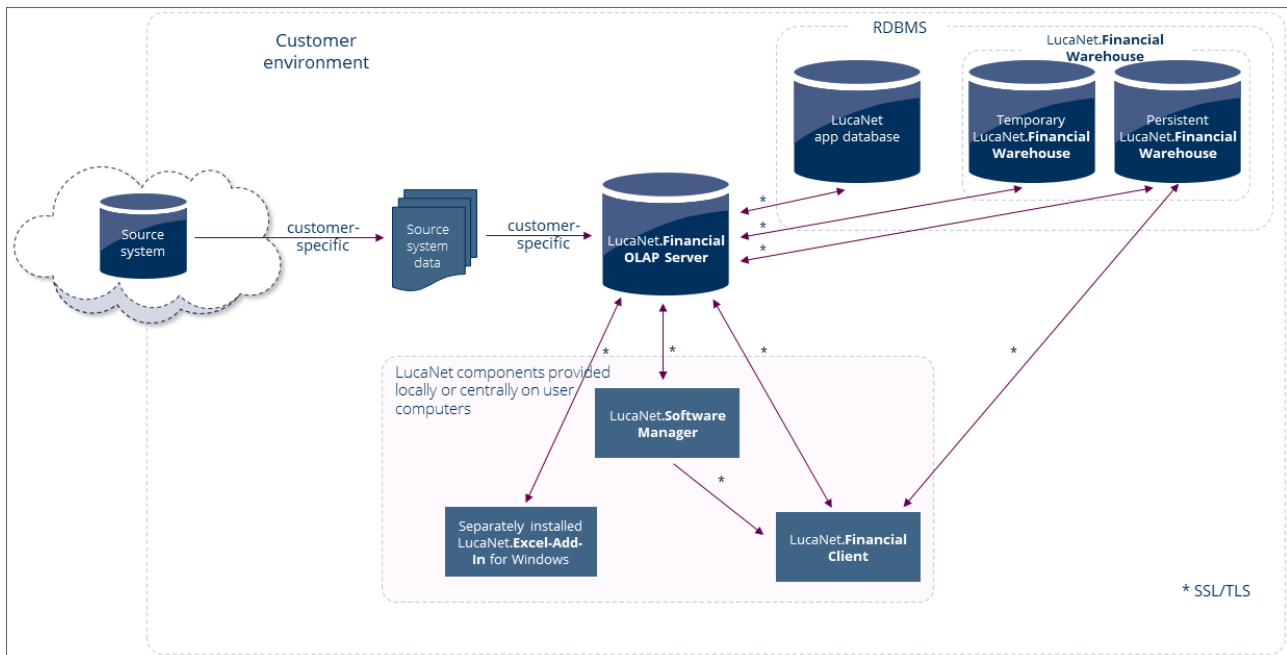 RDBMS
Customer
environment
LucaNet.Financial
Warehouse
LucaNet
app database
Temporary
LucaNet.Financial
Warehouse
Persistent
LucaNet.Financial
Warehouse
*
*
*
Source
system
customer-
specific
Source
system
data
customer-
specific
LucaNet.Financial
OLAP Server
*
*
*
*
LucaNet components provided
locally or centrally on user
computers
LucaNet.Software
Manager
*
Separately installed
LucaNet.Excel-Add-
In for Windows
LucaNet.Financial
Client
* SSL/TLS